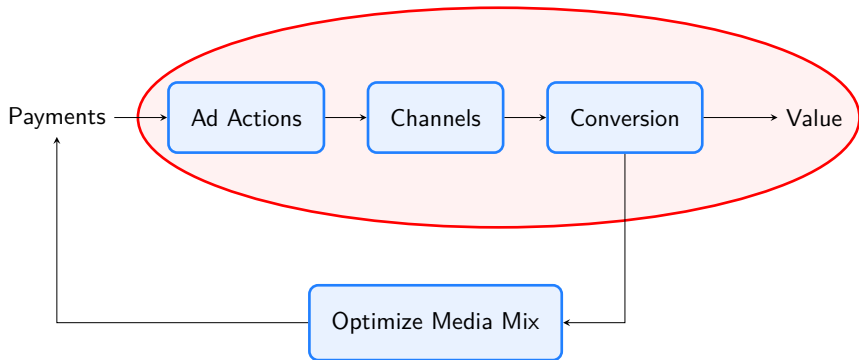 Payments
Ad Actions
Channels
Conversion
Value
Optimize Media Mix